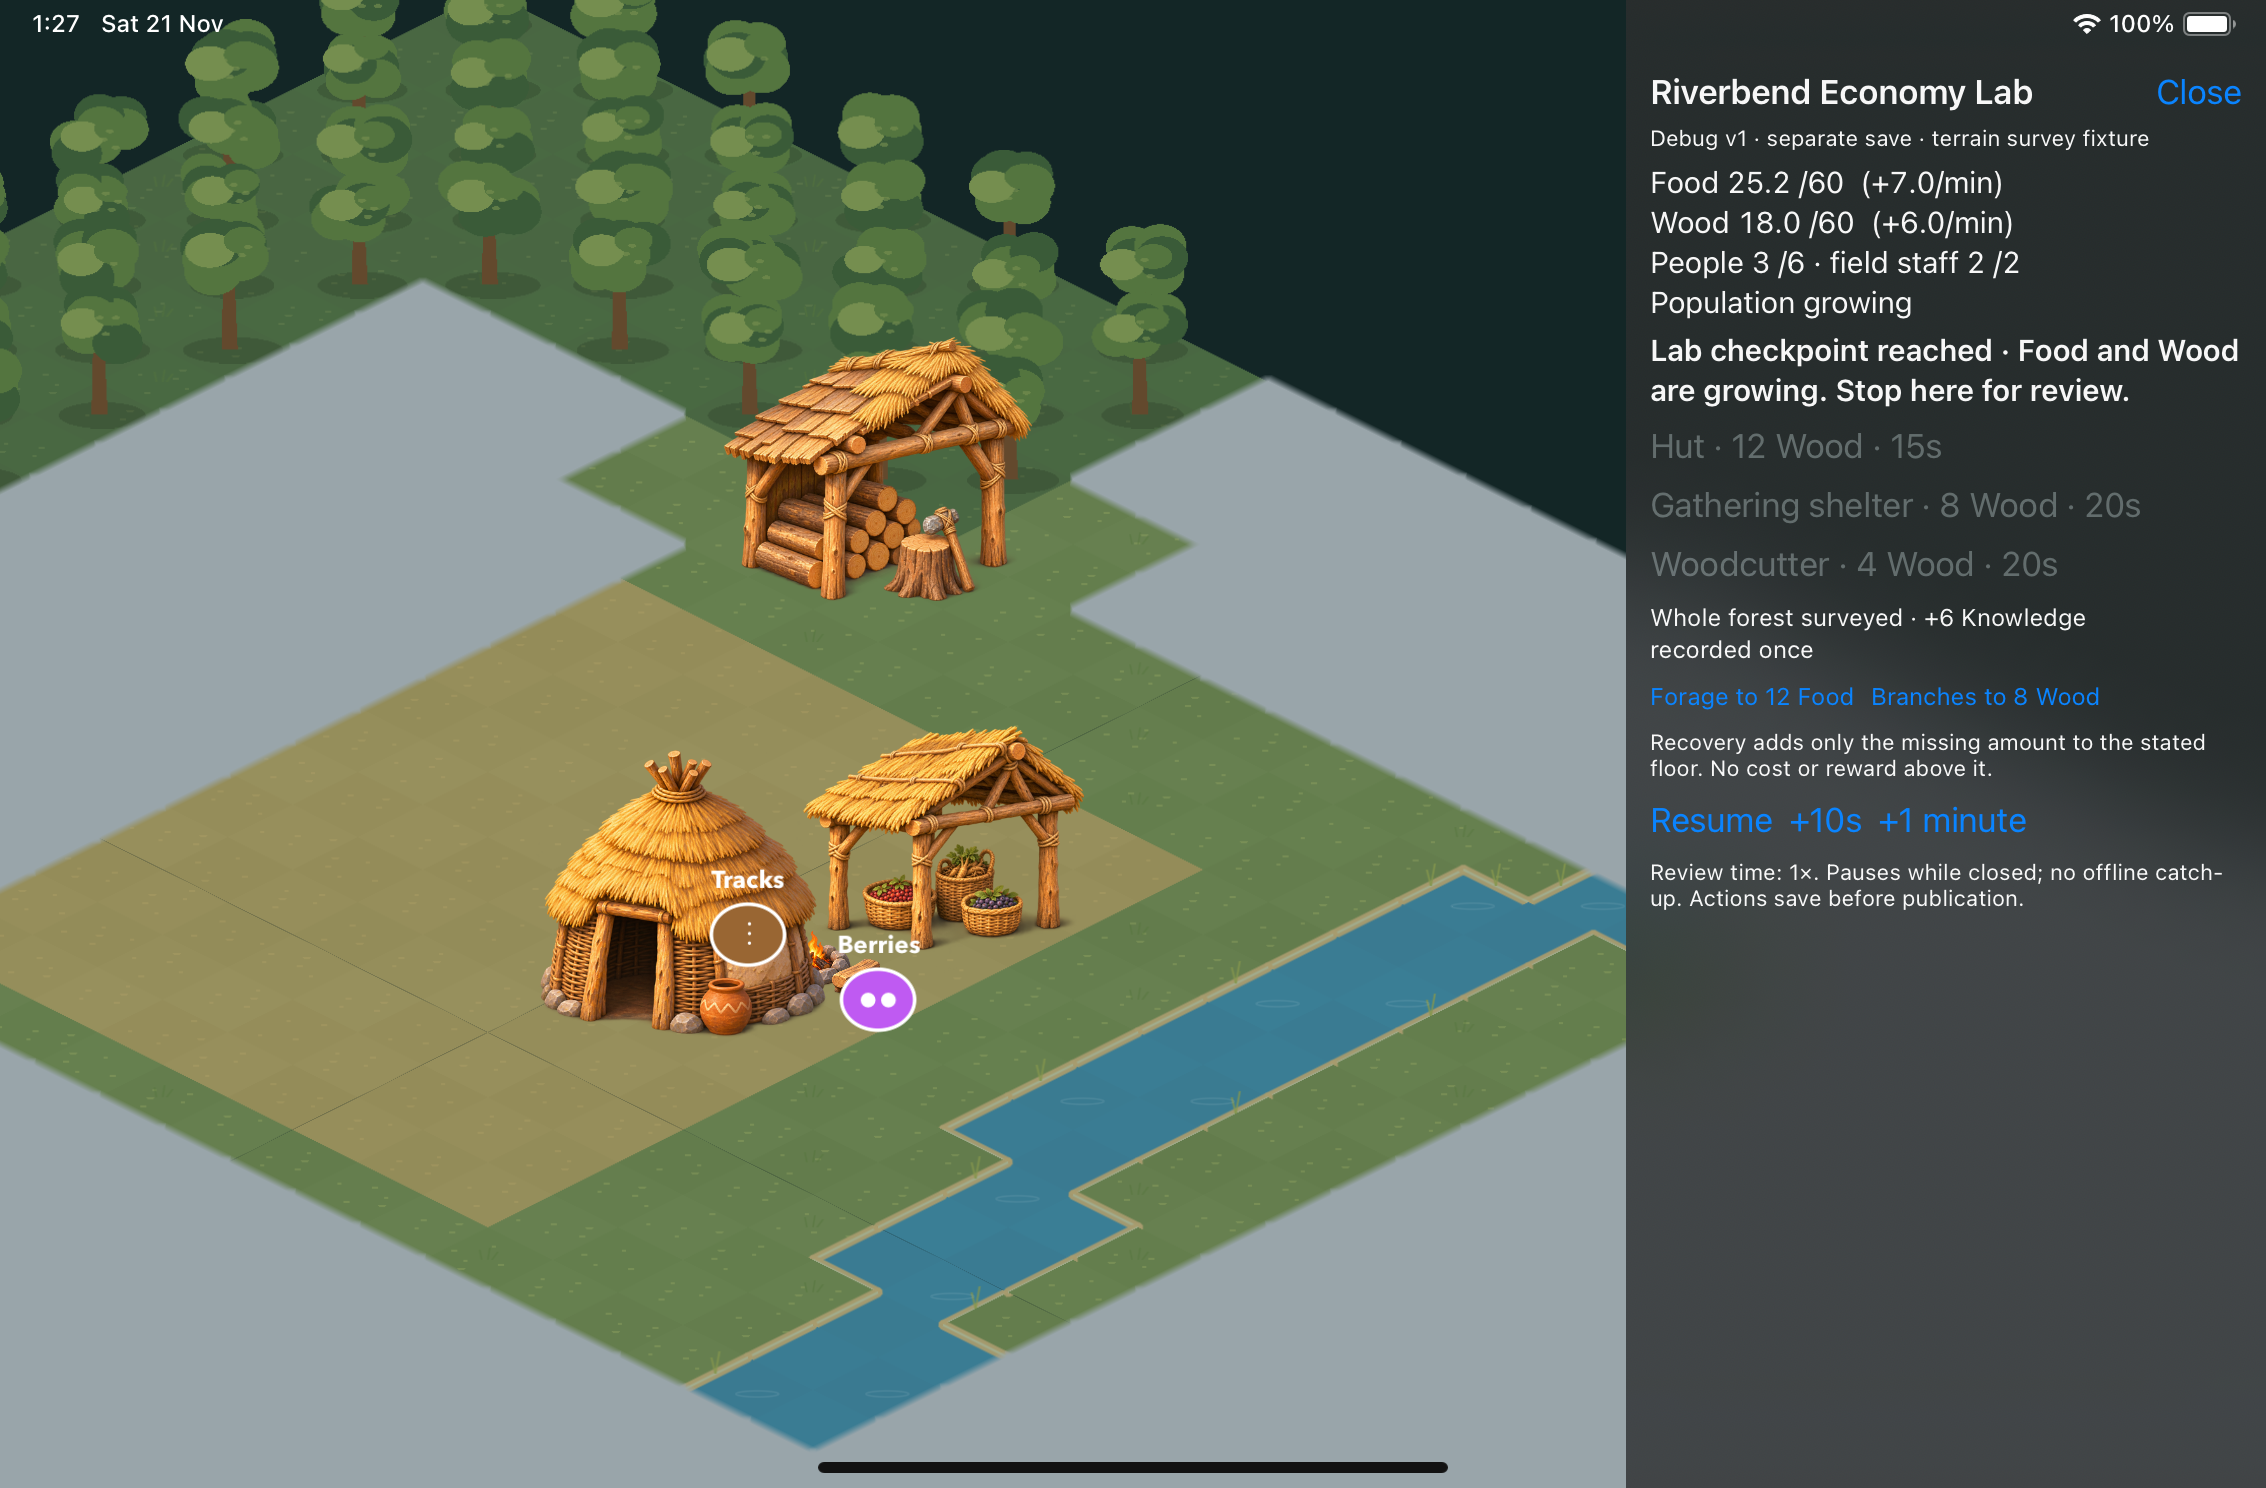 1:27 Sat 21 Nov
100%
Riverbend Economy Lab
Close
Debug v1 · separate save · terrain survey fixture
Food 25.2 /60 (+7.0/min)
Wood 18.0 /60 (+6.0/min)
People 3 /6 · field staff 2 /2
Population growing
Lab checkpoint reached · Food and Wood
are growing. Stop here for review.
Hut · 12 Wood · 15s
Gathering shelter · 8 Wood · 20s
Woodcutter · 4 Wood · 20s
Whole forest surveyed · +6 Knowledge
recorded once
Forage to 12 Food Branches to 8 Wood
Recovery adds only the missing amount to the stated
floor. No cost or reward above it.
Resume +10s +1 minute
Review time: 1×. Pauses while closed; no offline catch-
up. Actions save before publication.
Tracks
Berries